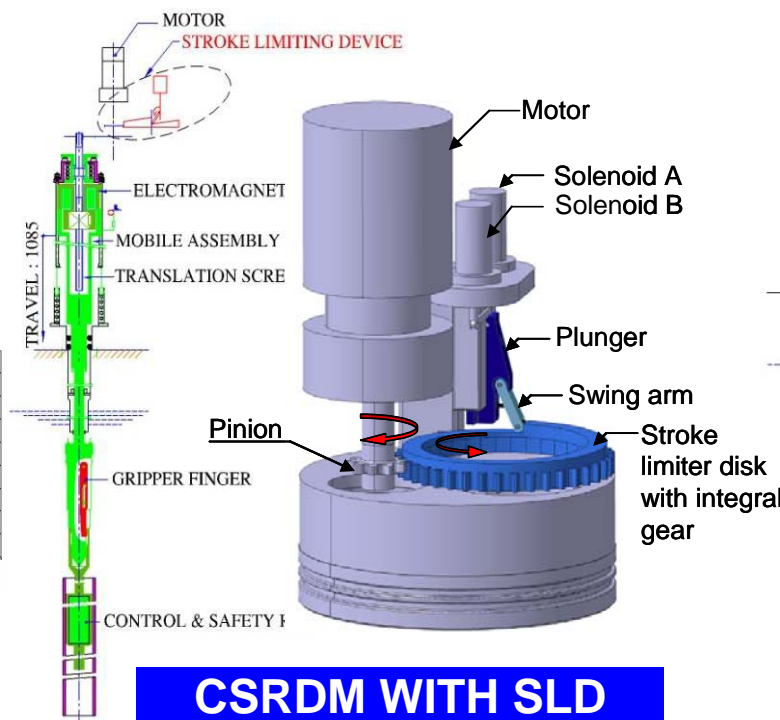 MOTOR
STROKE LIMITING DEVICE
ELECTROMAGNET
MOBILE ASSEMBLY
TRANSLATION SCRE
TRAVEL : 1085
GRIPPER FINGER
CONTROL & SAFETY
Motor
Solenoid A
Solenoid B
Plunger
Swing arm
Pinion
Stroke
limiter disk
with integral
gear
CSRDM WITH SLD